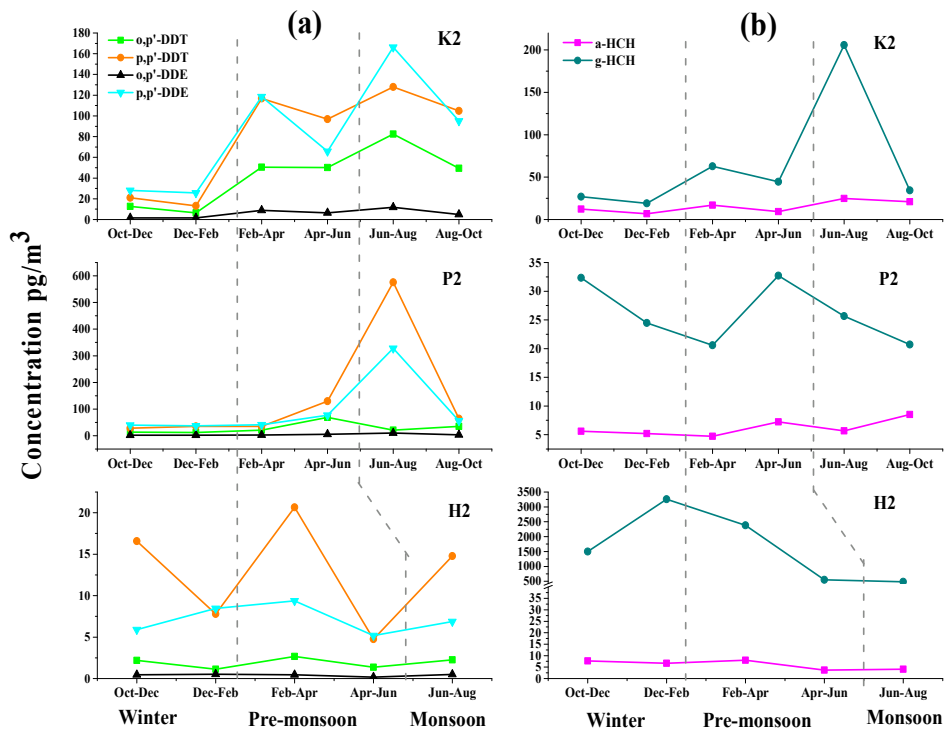 (a)
(b)
Concentration pg/m³
K2
o,p'-DDT
p,p'-DDT
o,p'-DDE
p,p'-DDE
180
160
140
120
100
80
60
40
20
0
Oct-Dec Dec-Feb Feb-Apr Apr-Jun Jun-Aug Aug-Oct
P2
600
500
400
300
200
100
0
Oct-Dec Dec-Feb Feb-Apr Apr-Jun Jun-Aug Aug-Oct
H2
20
15
10
5
0
Oct-Dec Dec-Feb Feb-Apr Apr-Jun Jun-Aug
Winter Pre-monsoon Monsoon
K2
a-HCH
g-HCH
200
150
100
50
25
0
Oct-Dec Dec-Feb Feb-Apr Apr-Jun Jun-Aug Aug-Oct
P2
35
30
25
20
15
10
5
Oct-Dec Dec-Feb Feb-Apr Apr-Jun Jun-Aug Aug-Oct
H2
3500
3000
2500
2000
1500
1000
500
35
30
25
20
15
10
5
0
Oct-Dec Dec-Feb Feb-Apr Apr-Jun Jun-Aug
Winter Pre-monsoon Monsoon